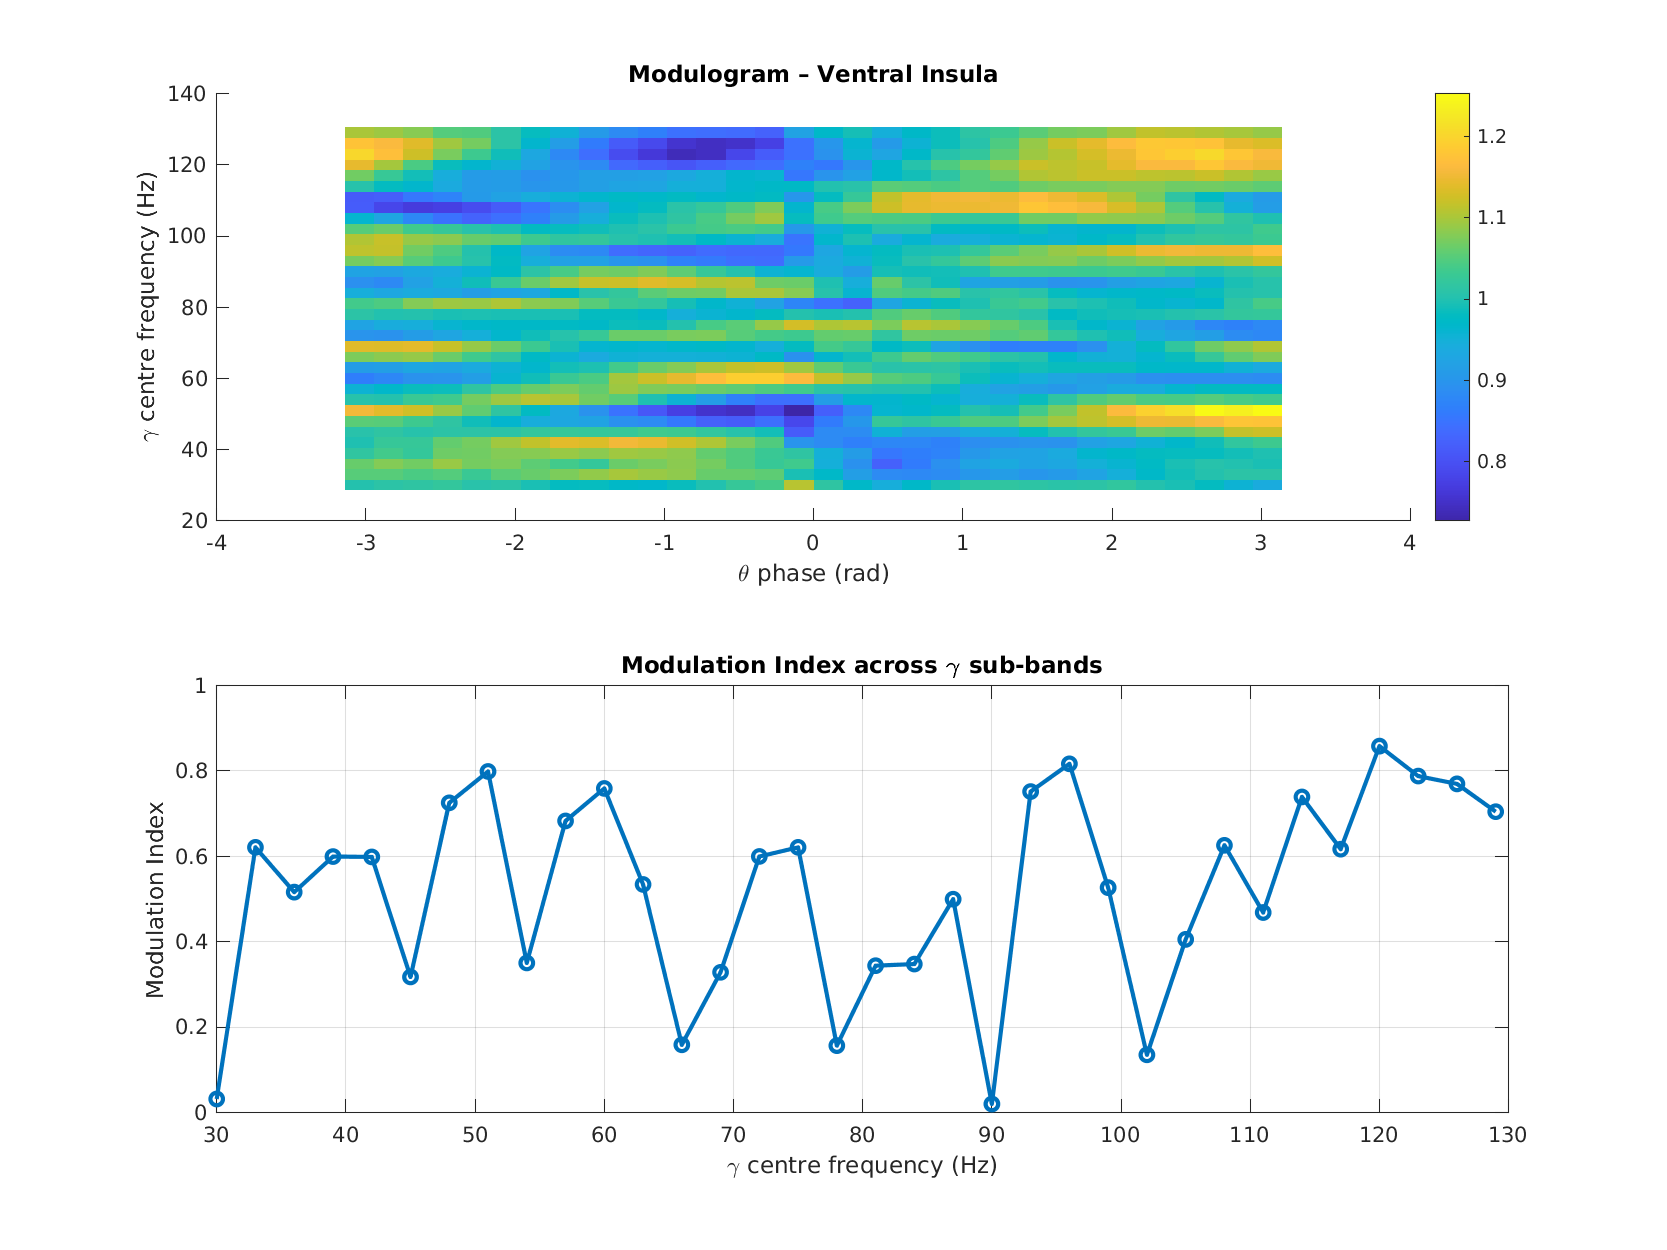 Modulogram – Ventral Insula
140
120
100
80
60
40
20
γ centre frequency (Hz)
-4 -3 -2 -1 0 1 2 3 4
θ phase (rad)
1.2
1.1
1
0.9
0.8
Modulation Index across γ sub-bands
1
0.8
0.6
0.4
0.2
0
Modulation Index
30 40 50 60 70 80 90 100 110 120 130
γ centre frequency (Hz)